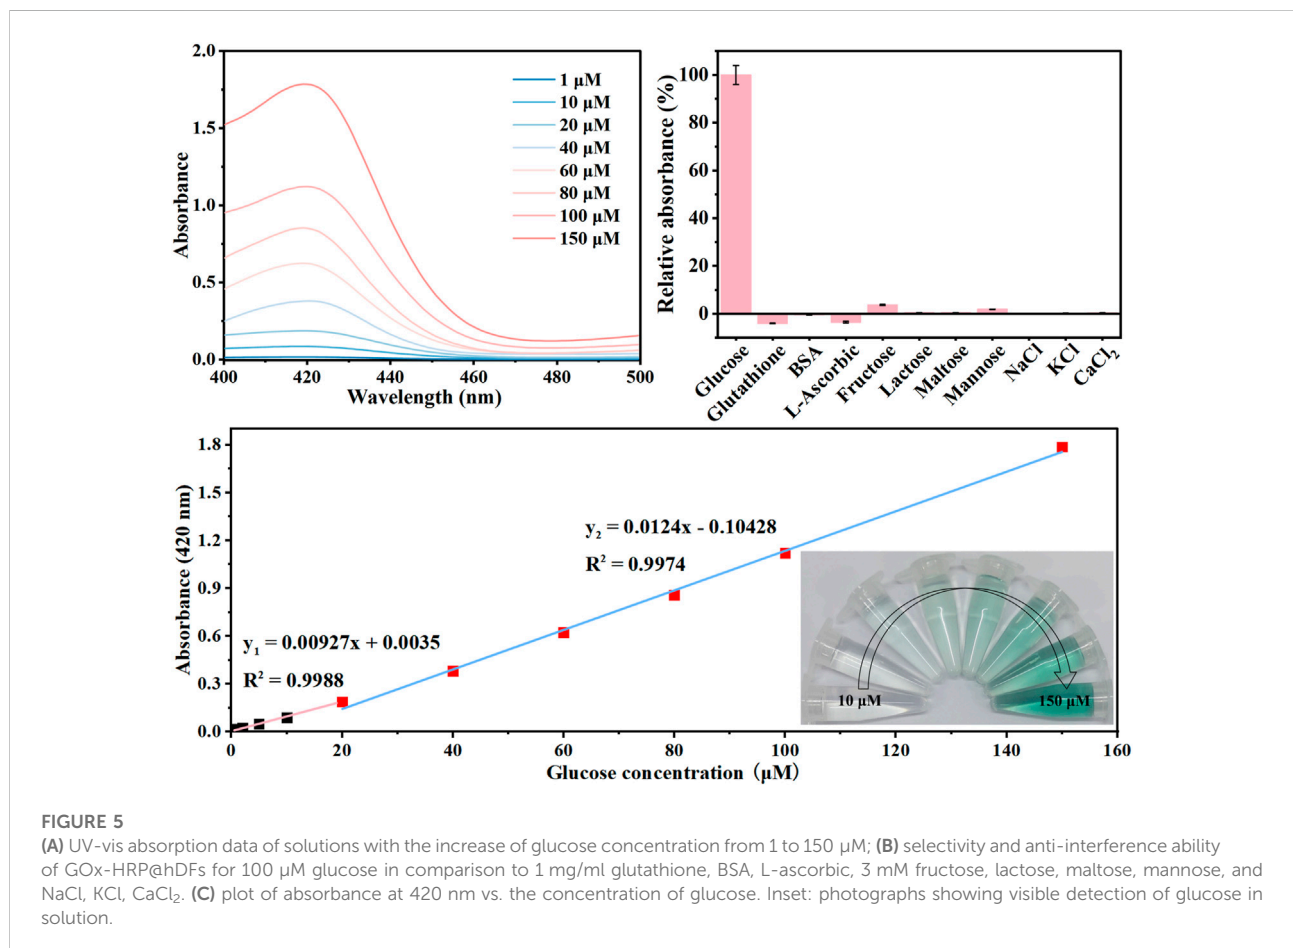 2.0
1.5
1.0
0.5
0.0
Absorbance
400 420 440 460 480 500
Wavelength (nm)
1 μM
10 μM
20 μM
40 μM
60 μM
80 μM
100 μM
150 μM
100
80
60
40
20
0
Relative absorbance (%)
Glucose
Glutathione
BSA
L-Ascorbic
Fructose
Lactose
Maltose
Mannose
NaCl
KCl
CaCl₂
1.8
1.5
1.2
0.9
0.6
0.3
0.0
Absorbance (420 nm)
y₁ = 0.00927x + 0.0035
R² = 0.9988
y₂ = 0.0124x - 0.10428
R² = 0.9974
10 μM
150 μM
0 20 40 60 80 100 120 140 160
Glucose concentration (μM)
FIGURE 5
(A) UV-vis absorption data of solutions with the increase of glucose concentration from 1 to 150 μM; (B) selectivity and anti-interference ability
of GOx-HRP@hDFs for 100 μM glucose in comparison to 1 mg/ml glutathione, BSA, L-ascorbic, 3 mM fructose, lactose, maltose, mannose, and
NaCl, KCl, CaCl₂. (C) plot of absorbance at 420 nm vs. the concentration of glucose. Inset: photographs showing visible detection of glucose in
solution.